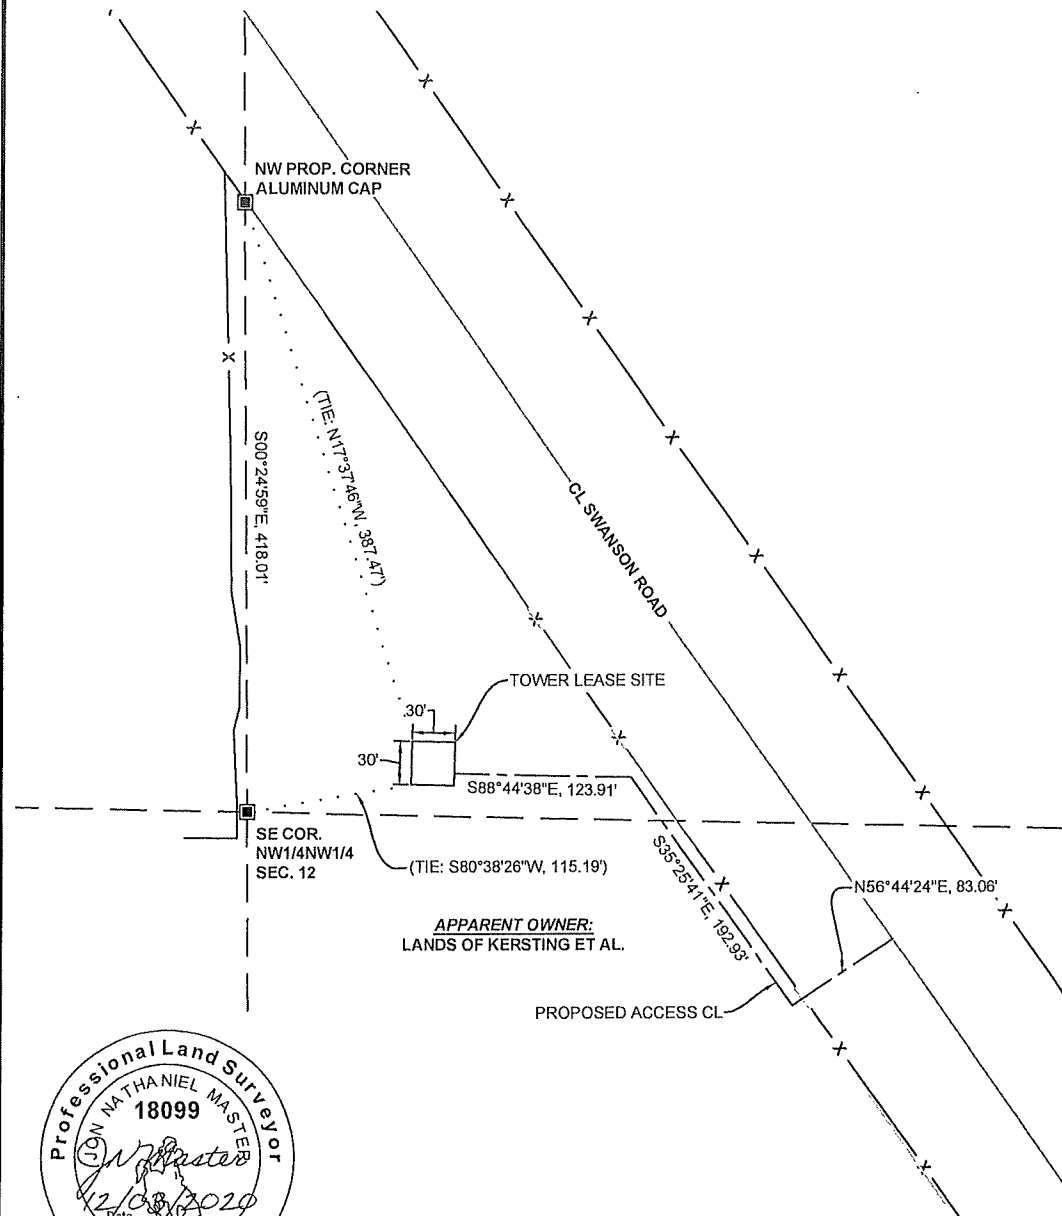 NW PROP. CORNER
ALUMINUM CAP
(TIE: N17°37'46"W, 387.47')
S00°24'59"E, 418.01'
CL SWANSON ROAD
TOWER LEASE SITE
30'
30'
S88°44'38"E, 123.91'
SE COR.
NW1/4NW1/4
SEC. 12
(TIE: S80°38'26"W, 115.19')
S35°25'41"E, 192.93'
N56°44'24"E, 83.06'
APPARENT OWNER:
LANDS OF KERSTING ET AL.
PROPOSED ACCESS CL
Professional Land Surveyor
JON NATHANIEL MASTER
18099
JN Master
12/03/2020
Date